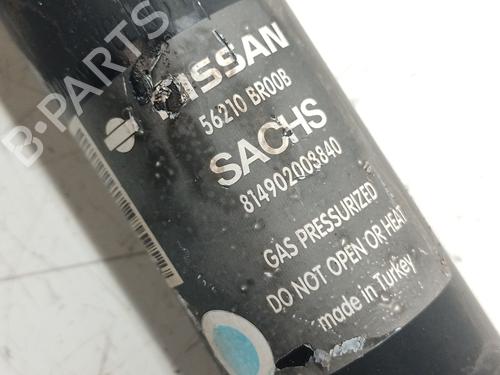 NISSAN
56210 BR00B
SACHS
814902003840
GAS PRESSURIZED
DO NOT OPEN OR HEAT
made in Turkey
B-PARTS